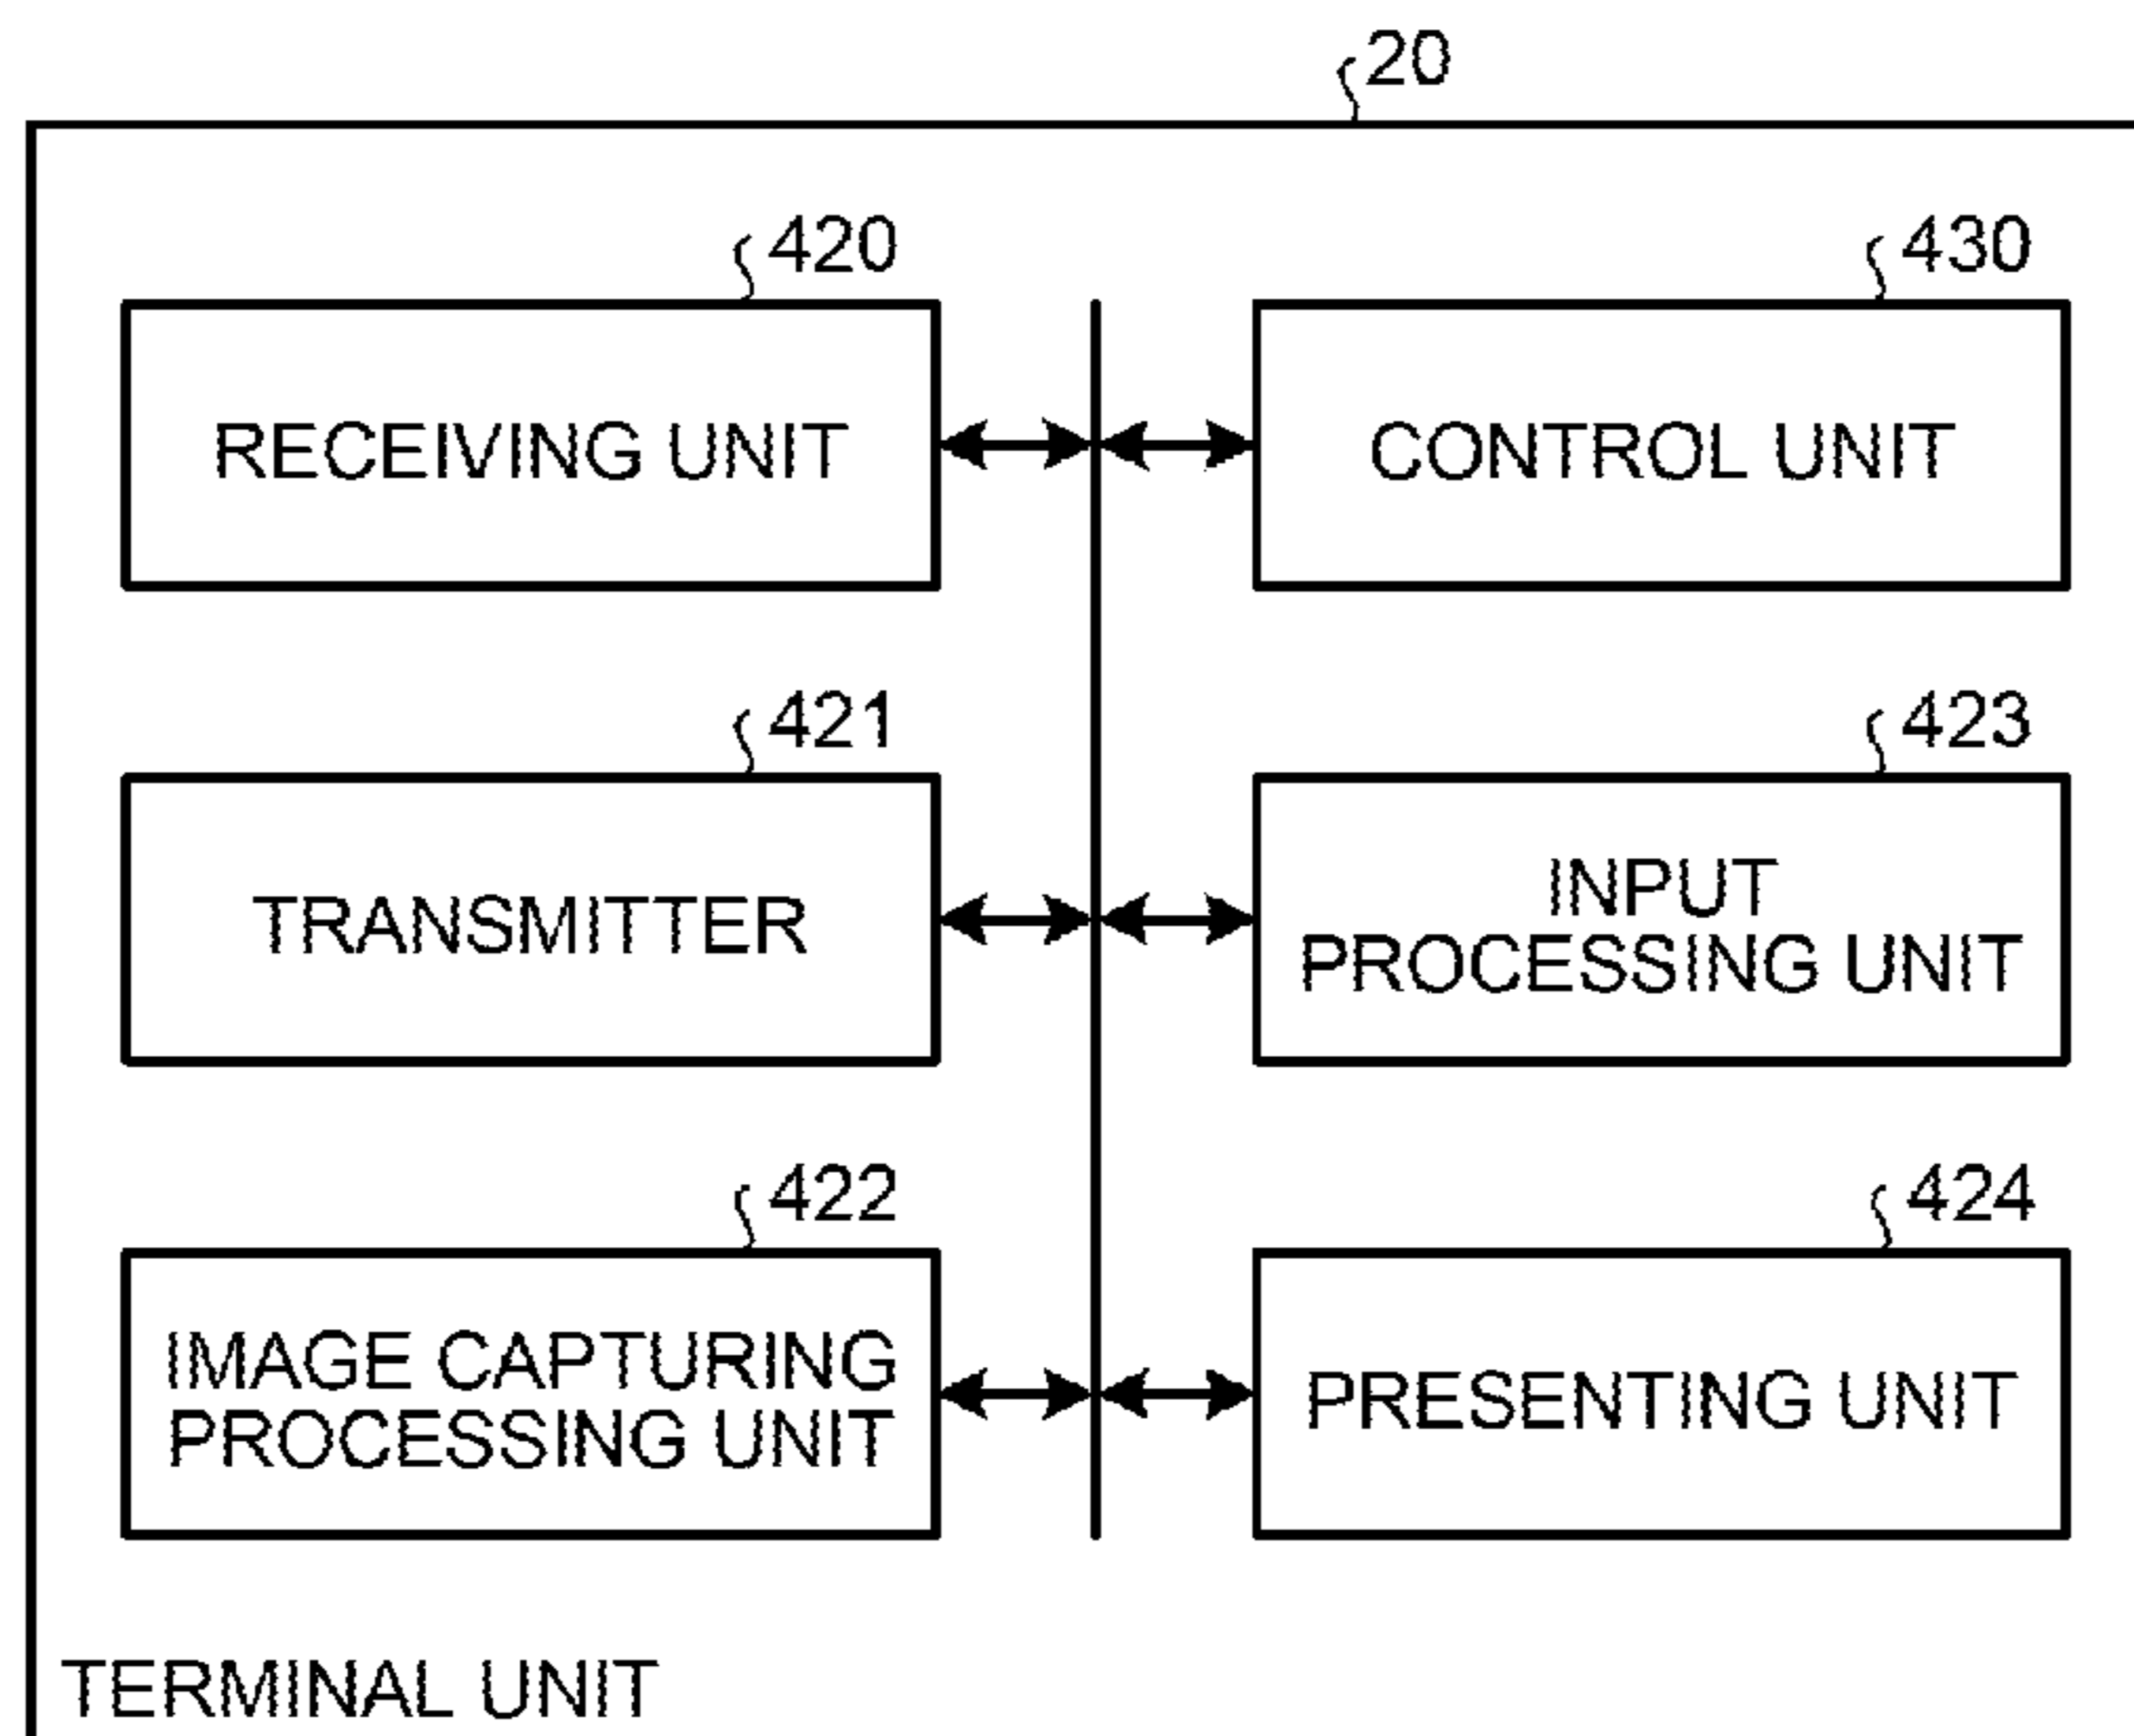 20
420
430
RECEIVING UNIT
CONTROL UNIT
421
423
TRANSMITTER
INPUT
PROCESSING UNIT
422
424
IMAGE CAPTURING
PROCESSING UNIT
PRESENTING UNIT
TERMINAL UNIT